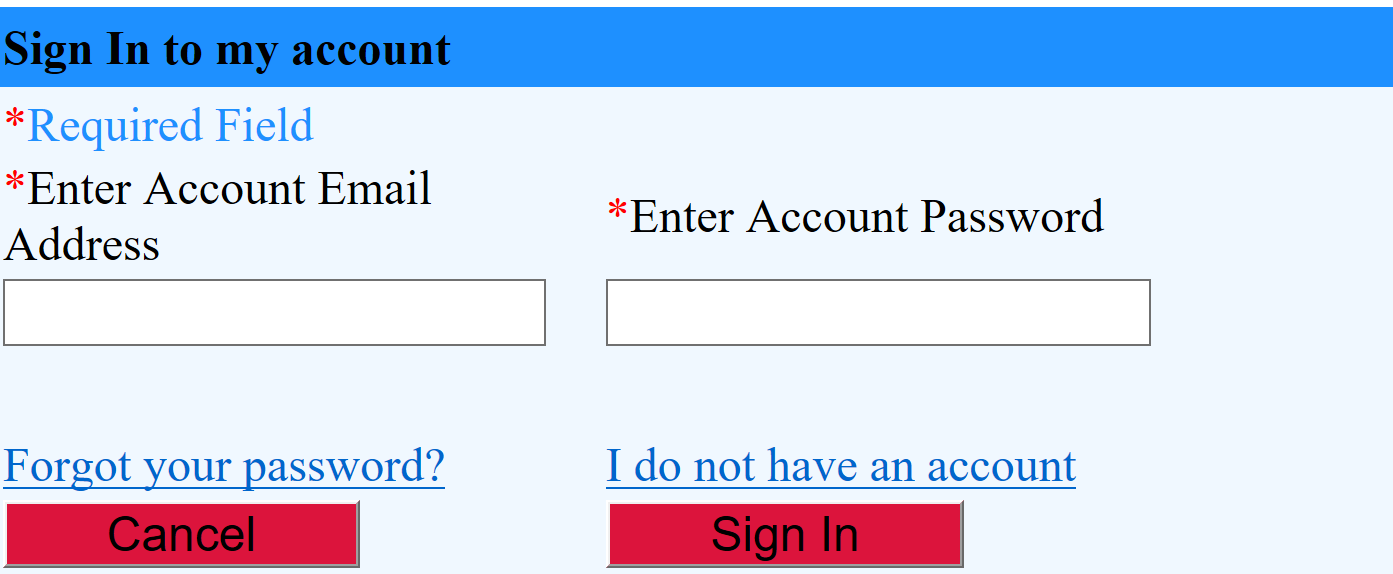 Sign In to my account
*Required Field
*Enter Account Email
Address
*Enter Account Password
Forgot your password?
I do not have an account
Cancel
Sign In